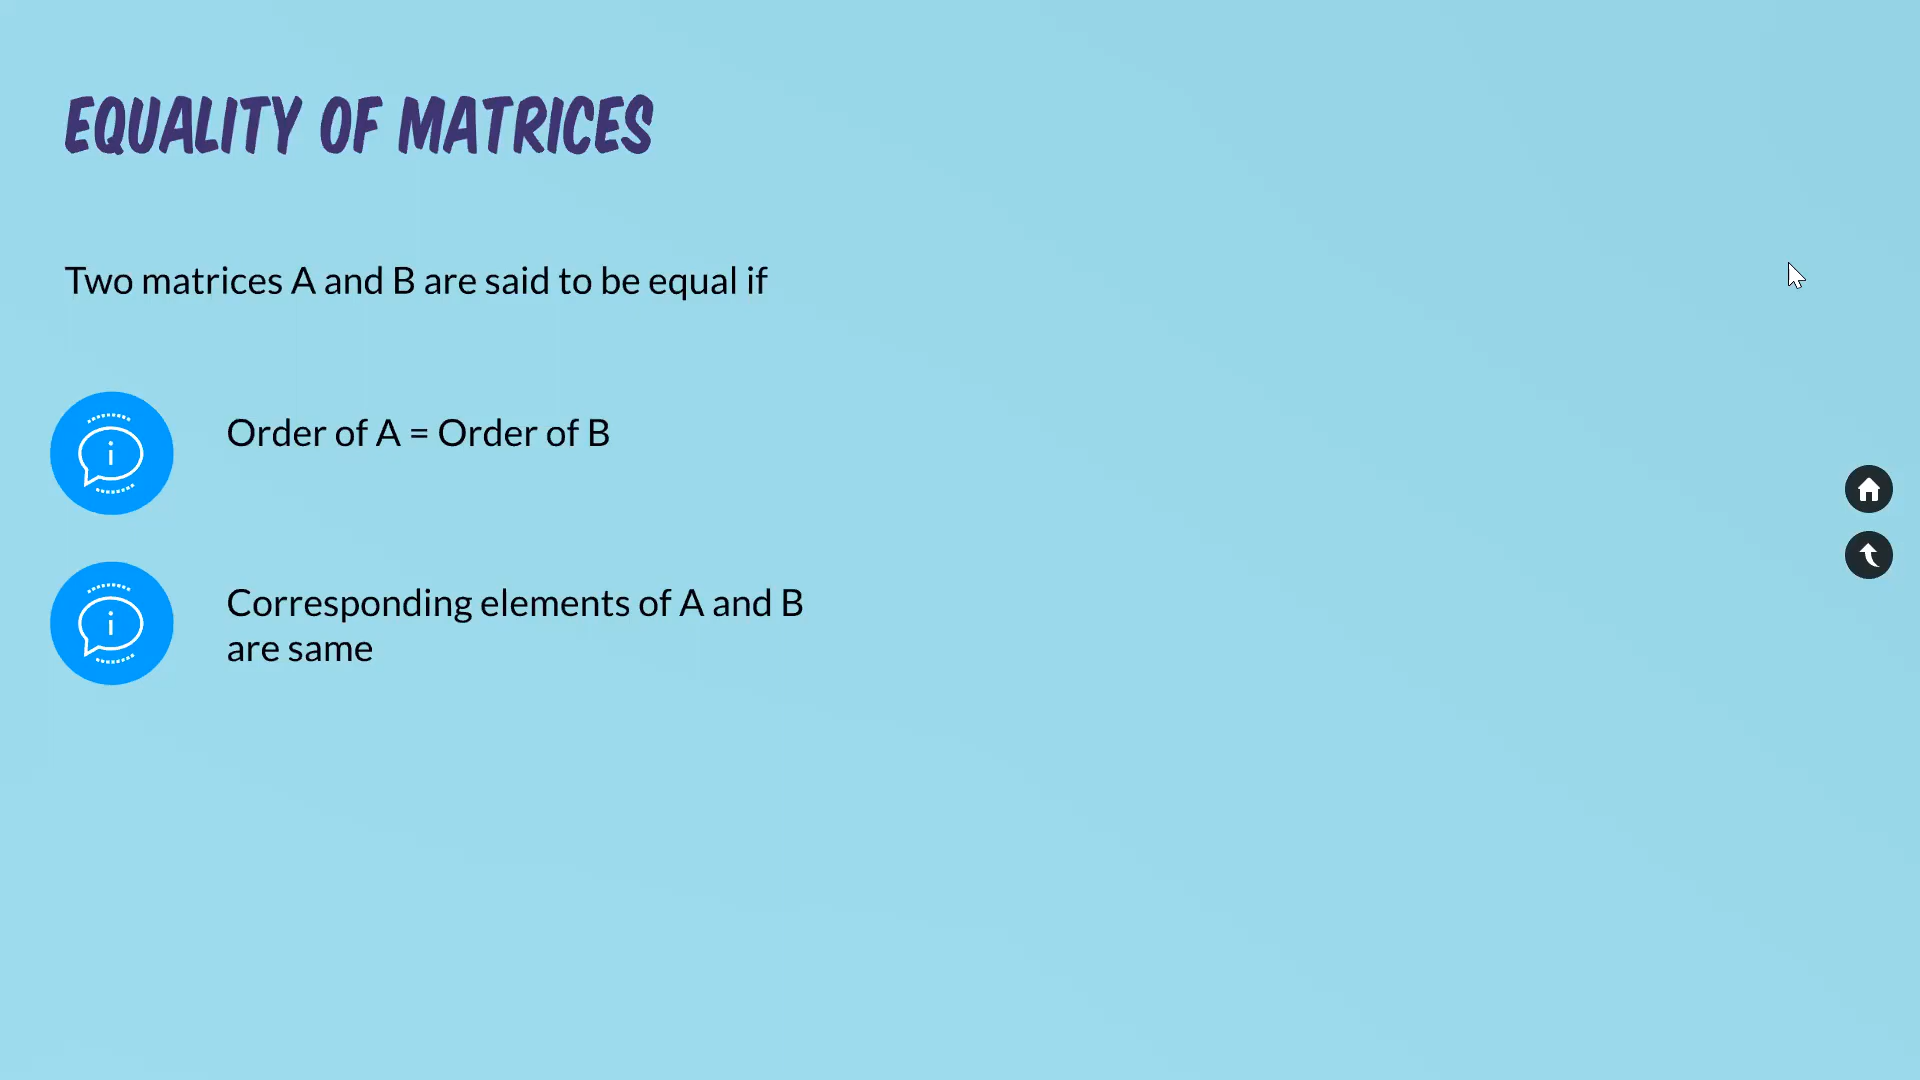 EQUALITY OF MATRICES
Two matrices A and B are said to be equal if
i
Order of A = Order of B
i
Corresponding elements of A and B
are same